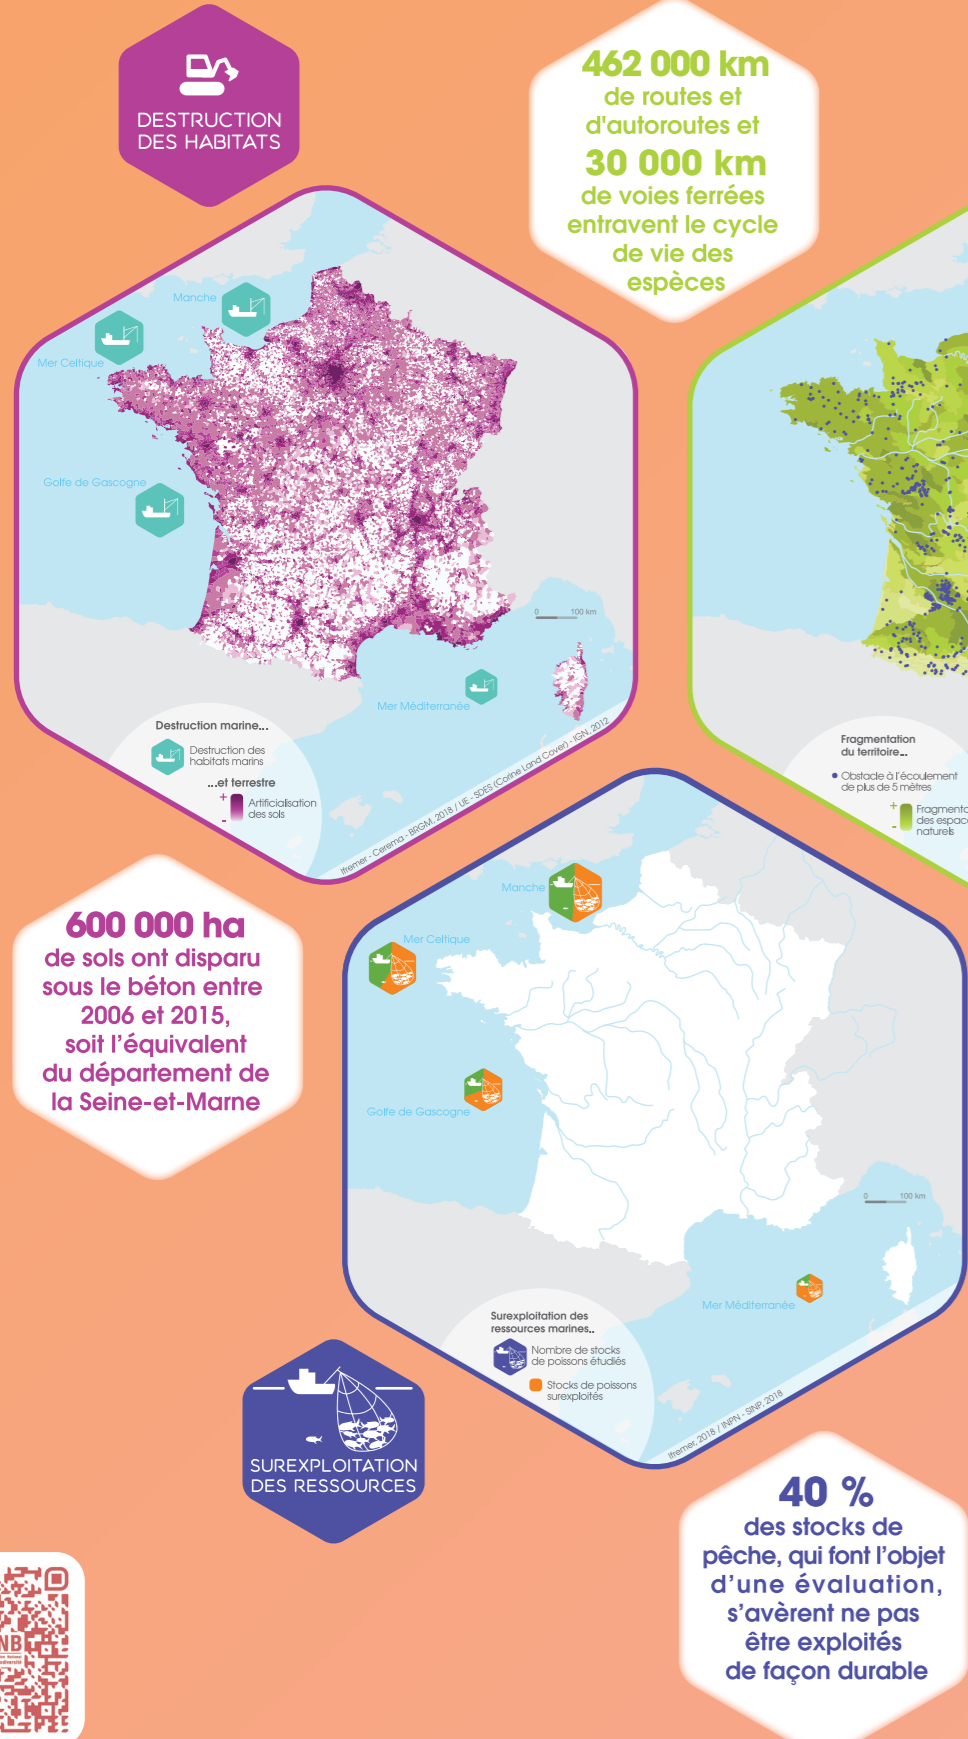 DESTRUCTION
DES HABITATS
462 000 km
de routes et
d'autoroutes et
30 000 km
de voies ferrées
entravent le cycle
de vie des
espèces
Manche
Mer Celtique
Golfe de Gascogne
0 100 km
Mer Méditerranée
Destruction marine...
Destruction des
habitats marins
...et terrestre
+
Artificialisation
des sols
-
Ifremer - Cerema - BRGM, 2018 / UE - SDES (Corine Land Cover) - IGN, 2012
Fragmentation
du territoire...
Obstacle à l'écoulement
de plus de 5 mètres
+
Fragmenta
des espac
naturels
-
600 000 ha
de sols ont disparu
sous le béton entre
2006 et 2015,
soit l'équivalent
du département de
la Seine-et-Marne
Manche
Mer Celtique
Golfe de Gascogne
0 100 km
Mer Méditerranée
Surexploitation des
ressources marines...
Nombre de stocks
de poissons étudiés
Stocks de poissons
surexploités
Ifremer, 2018 / INPN - SINP, 2018
SUREXPLOITATION
DES RESSOURCES
40 %
des stocks de
pêche, qui font l'objet
d'une évaluation,
s'avèrent ne pas
être exploités
de façon durable
NB